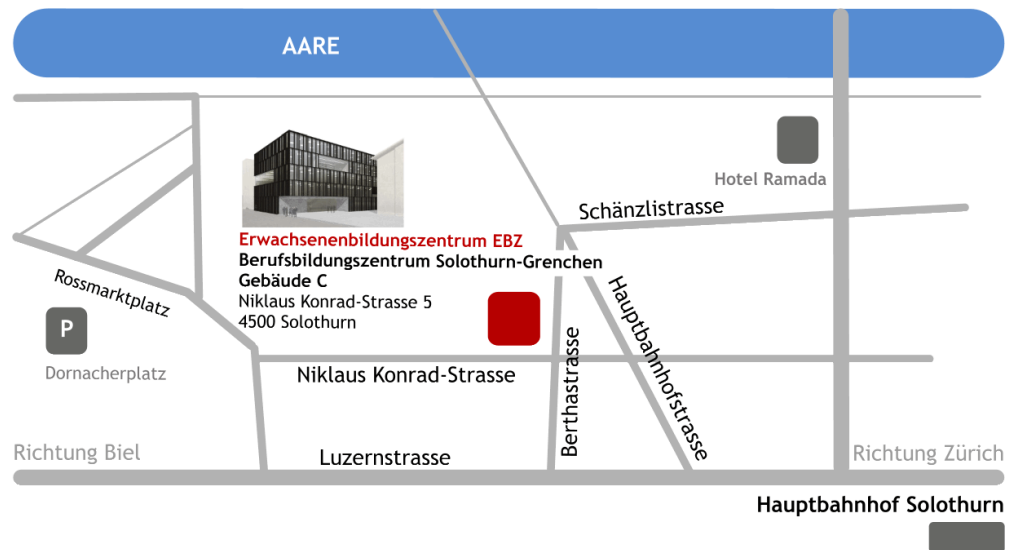 AARE
Hotel Ramada
Schänzlistrasse
Erwachsenenbildungszentrum EBZ
Berufsbildungszentrum Solothurn-Grenchen
Gebäude C
Niklaus Konrad-Strasse 5
4500 Solothurn
Rossmarktplatz
P
Dornacherplatz
Niklaus Konrad-Strasse
Berthastrasse
Hauptbahnhofstrasse
Richtung Biel
Luzernstrasse
Richtung Zürich
Hauptbahnhof Solothurn